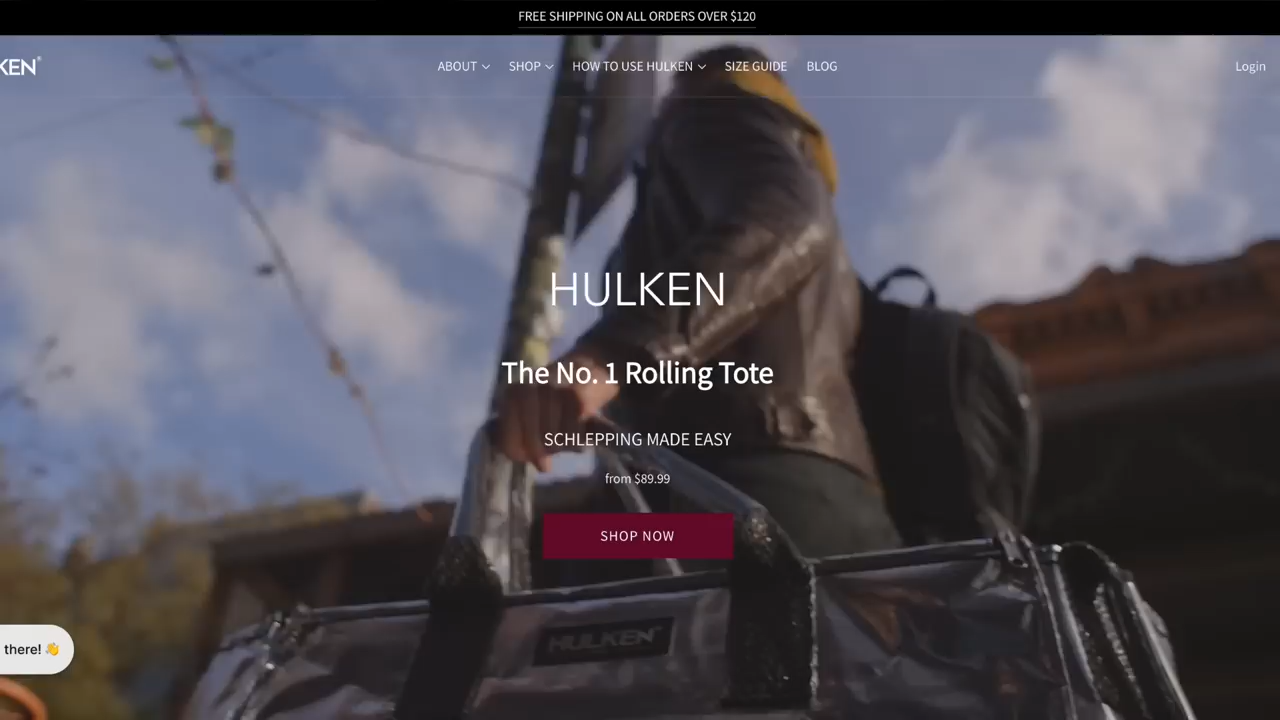 FREE SHIPPING ON ALL ORDERS OVER $120
KEN®
ABOUT SHOP HOW TO USE HULKEN SIZE GUIDE BLOG
Login
HULKEN
The No. 1 Rolling Tote
SCHLEPPING MADE EASY
from $89.99
SHOP NOW
HULKEN
there! 👋